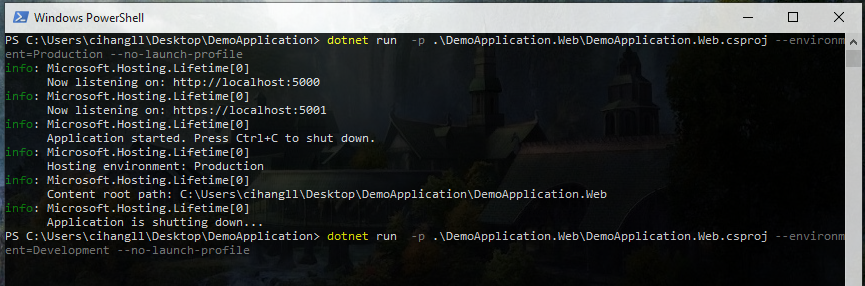 Windows PowerShell
PS C:\Users\cihangll\Desktop\DemoApplication> dotnet run  -p .\DemoApplication.Web\DemoApplication.Web.csproj --environm
ent=Production --no-launch-profile
info: Microsoft.Hosting.Lifetime[0]
      Now listening on: http://localhost:5000
info: Microsoft.Hosting.Lifetime[0]
      Now listening on: https://localhost:5001
info: Microsoft.Hosting.Lifetime[0]
      Application started. Press Ctrl+C to shut down.
info: Microsoft.Hosting.Lifetime[0]
      Hosting environment: Production
info: Microsoft.Hosting.Lifetime[0]
      Content root path: C:\Users\cihangll\Desktop\DemoApplication\DemoApplication.Web
info: Microsoft.Hosting.Lifetime[0]
      Application is shutting down...
PS C:\Users\cihangll\Desktop\DemoApplication> dotnet run  -p .\DemoApplication.Web\DemoApplication.Web.csproj --environm
ent=Development --no-launch-profile